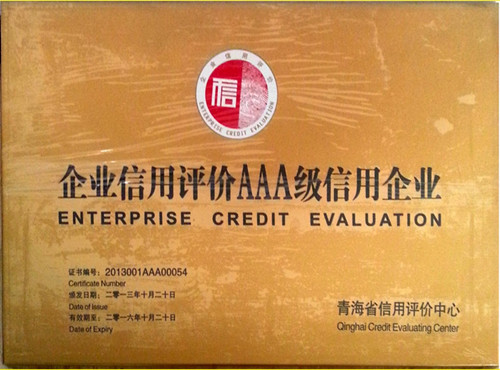 企业信用评价
信
ENTERPRISE CREDIT EVALUATION
企业信用评价AAA级信用企业
ENTERPRISE CREDIT EVALUATION
证书编号：2013001AAA00054
Certificate Number
颁发日期：二零一三年十月二十日
Date of Issue
有效期至：二零一六年十月二十日
Date of Expiry
青海省信用评价中心
Qinghai Credit Evaluating Center